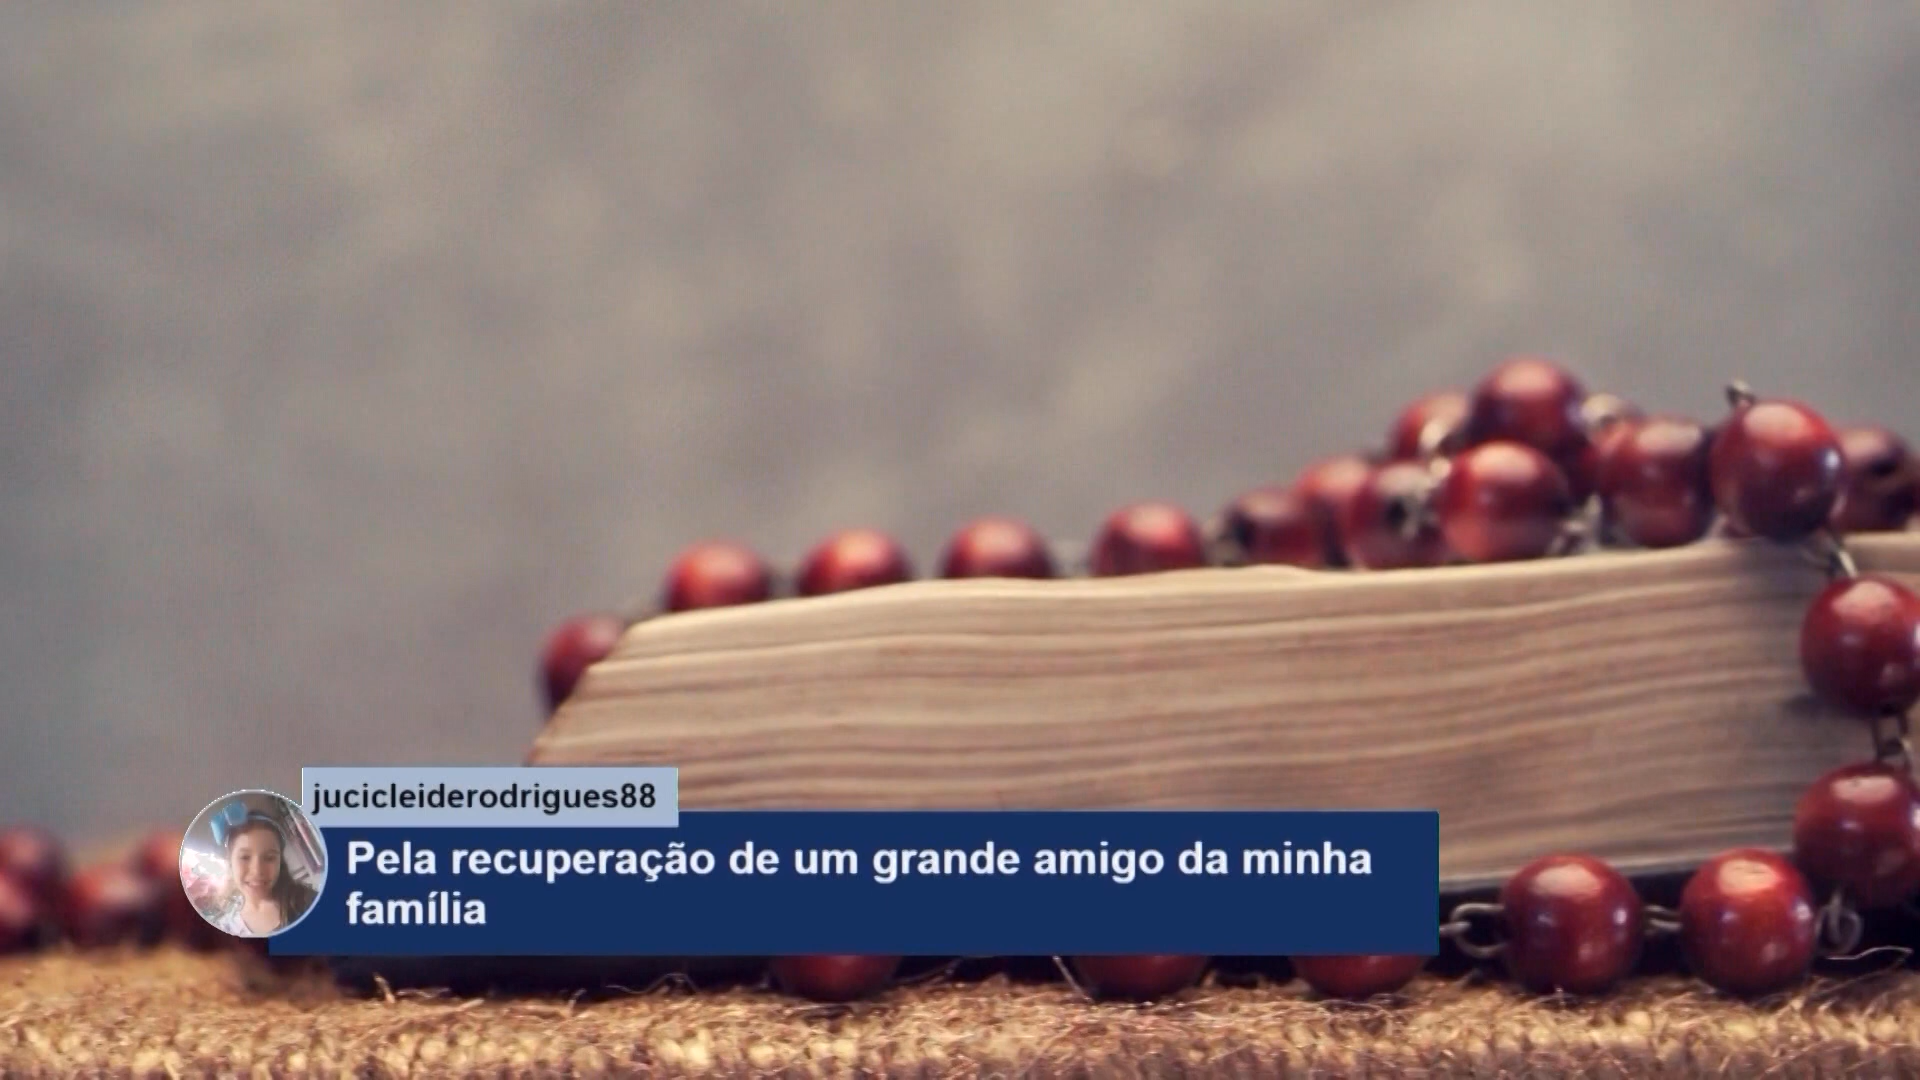 jucicleiderodrigues88
Pela recuperação de um grande amigo da minha
família